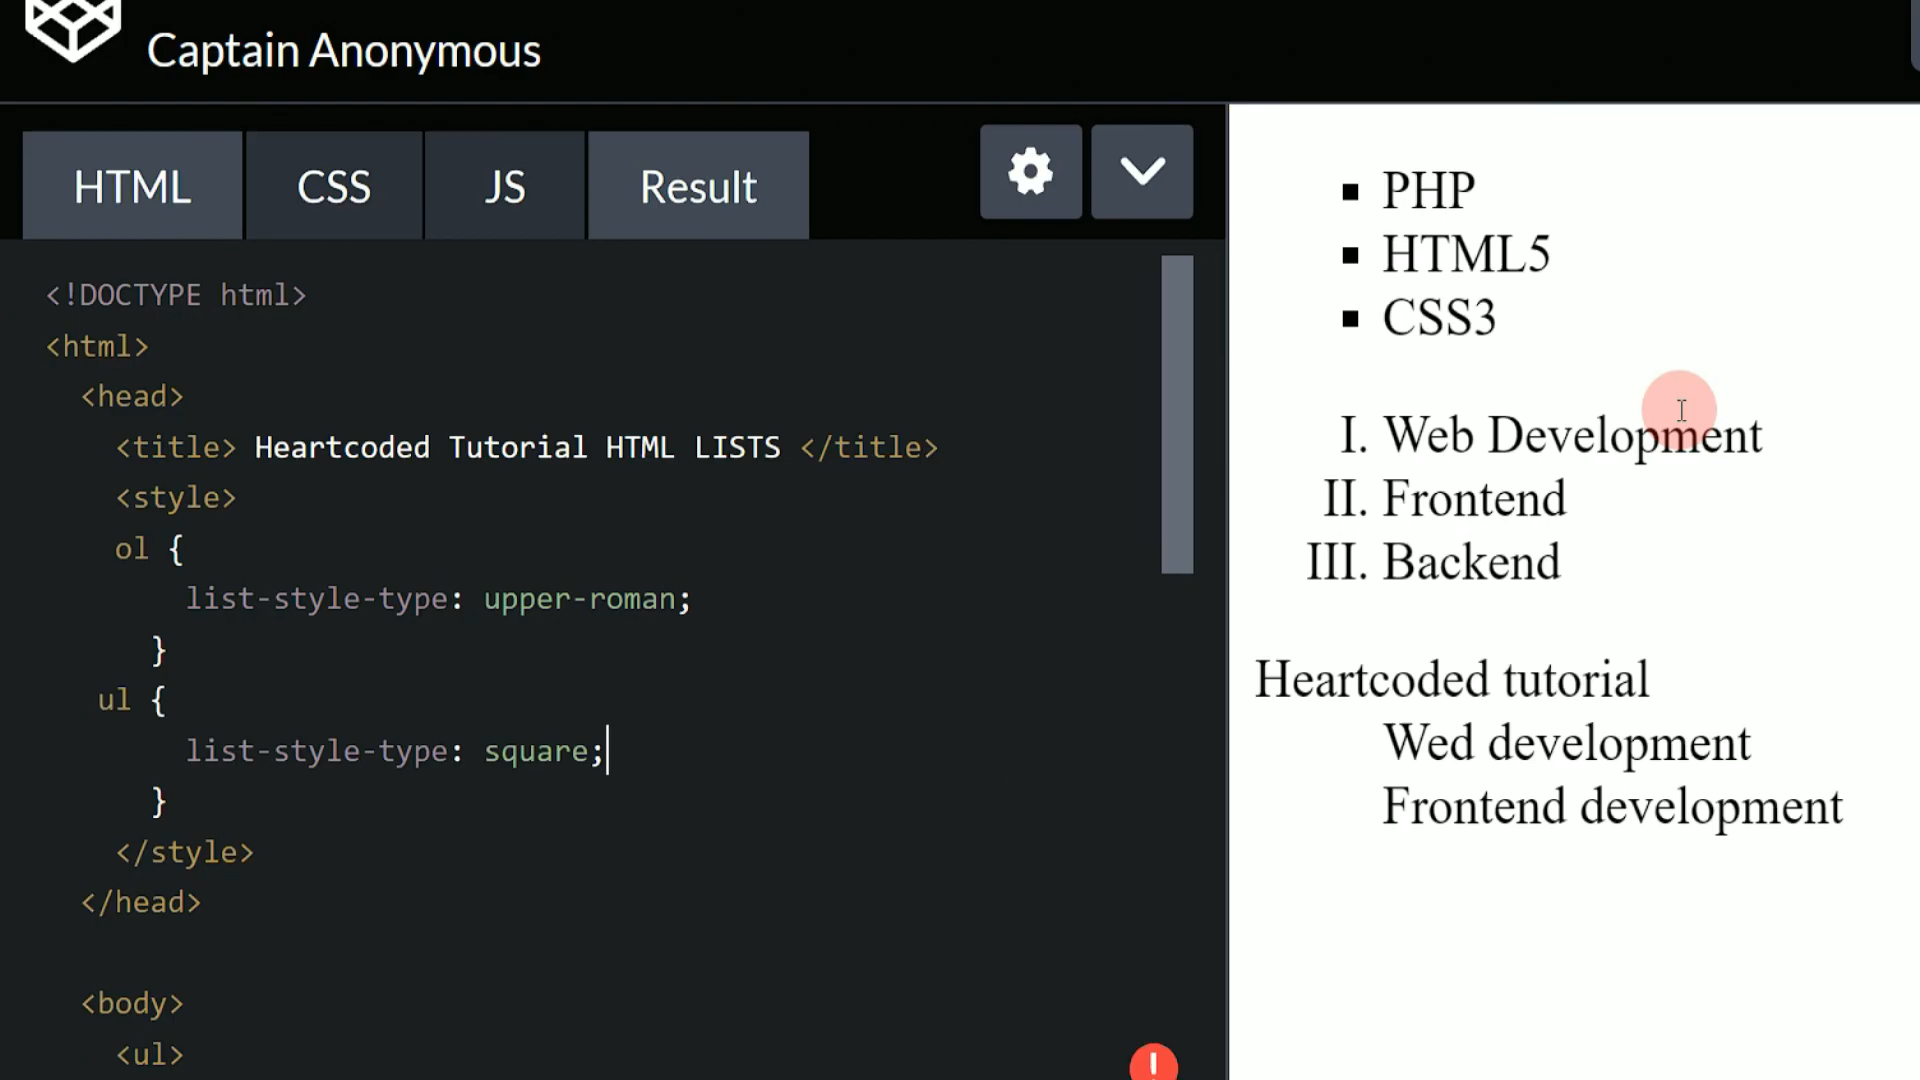 Captain Anonymous
HTML CSS JS Result
<!DOCTYPE html>
<html>
<head>
<title> Heartcoded Tutorial HTML LISTS </title>
<style>
ol {
list-style-type: upper-roman;
}
ul {
list-style-type: square;
}
</style>
</head>
<body>
<ul>
!
▪ PHP
▪ HTML5
▪ CSS3
I. Web Development
II. Frontend
III. Backend
Heartcoded tutorial
Wed development
Frontend development